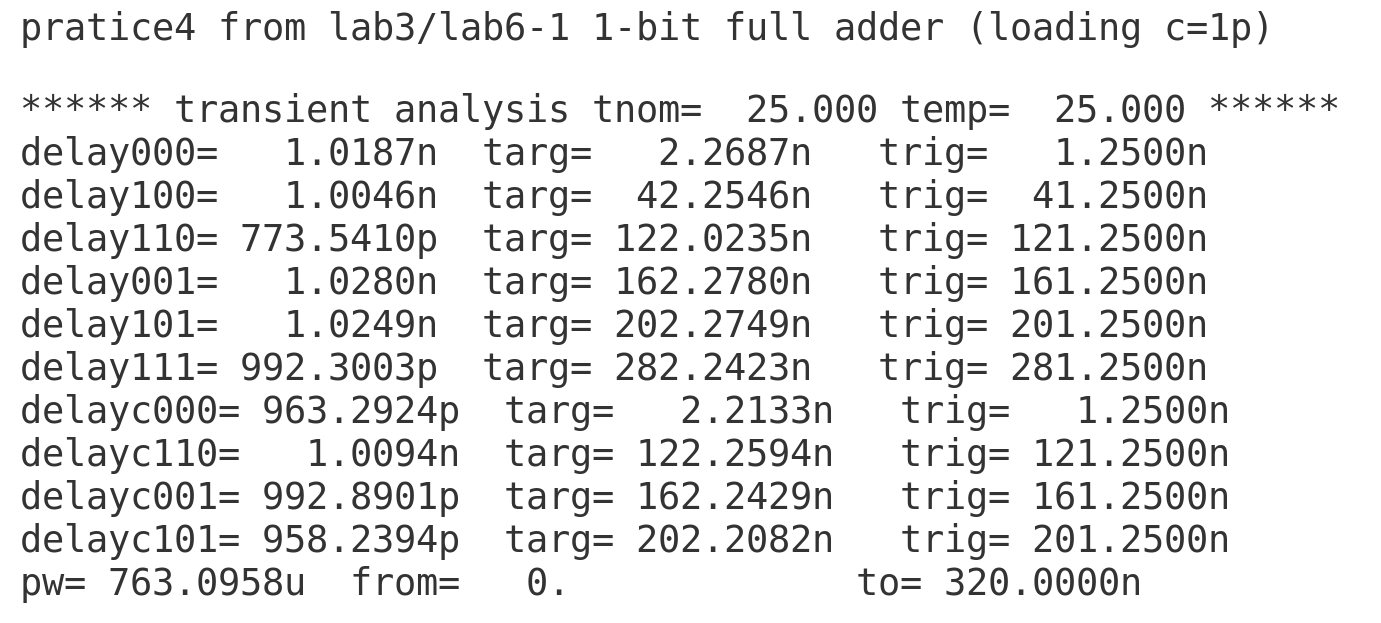 pratice4 from lab3/lab6-1 1-bit full adder (loading c=1p)
****** transient analysis tnom=  25.000 temp=  25.000 ******
delay000=   1.0187n  targ=   2.2687n   trig=   1.2500n
delay100=   1.0046n  targ=  42.2546n   trig=  41.2500n
delay110= 773.5410p  targ= 122.0235n   trig= 121.2500n
delay001=   1.0280n  targ= 162.2780n   trig= 161.2500n
delay101=   1.0249n  targ= 202.2749n   trig= 201.2500n
delay111= 992.3003p  targ= 282.2423n   trig= 281.2500n
delayc000= 963.2924p  targ=   2.2133n   trig=   1.2500n
delayc110=   1.0094n  targ= 122.2594n   trig= 121.2500n
delayc001= 992.8901p  targ= 162.2429n   trig= 161.2500n
delayc101= 958.2394p  targ= 202.2082n   trig= 201.2500n
pw= 763.0958u  from=   0.             to= 320.0000n